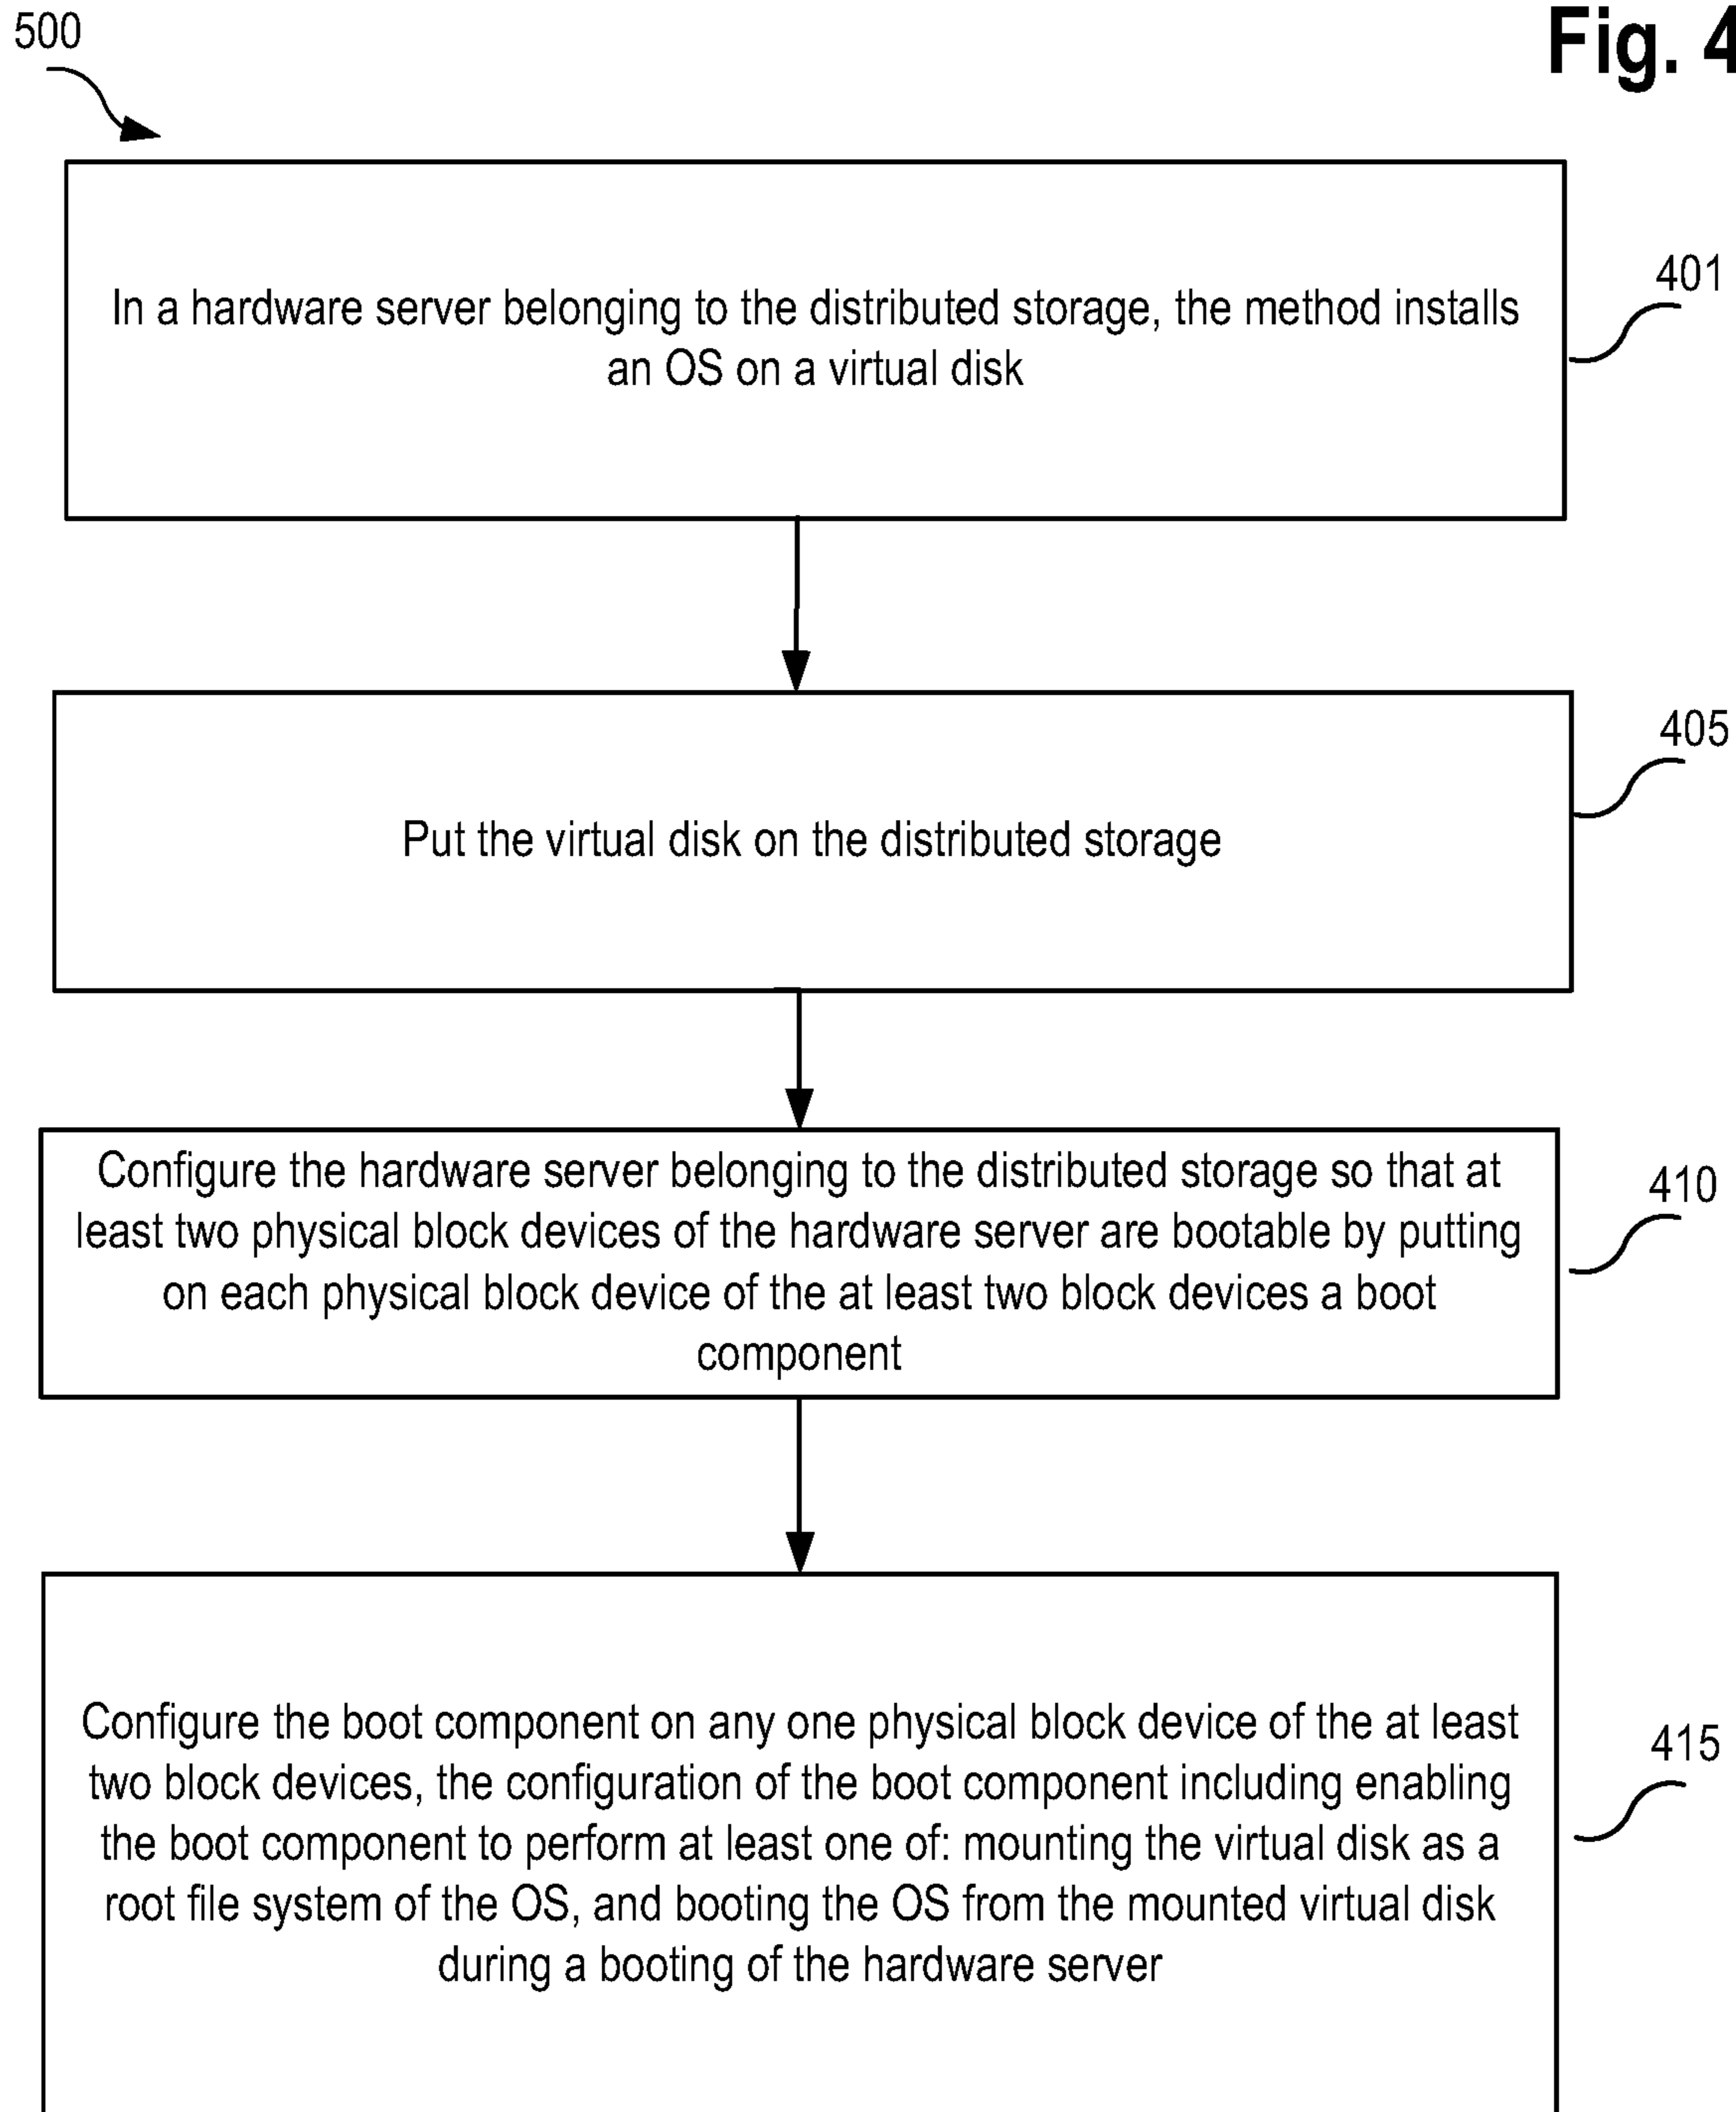 500
Fig. 4
In a hardware server belonging to the distributed storage, the method installs
an OS on a virtual disk
401
Put the virtual disk on the distributed storage
405
Configure the hardware server belonging to the distributed storage so that at
least two physical block devices of the hardware server are bootable by putting
on each physical block device of the at least two block devices a boot
component
410
Configure the boot component on any one physical block device of the at least
two block devices, the configuration of the boot component including enabling
the boot component to perform at least one of: mounting the virtual disk as a
root file system of the OS, and booting the OS from the mounted virtual disk
during a booting of the hardware server
415